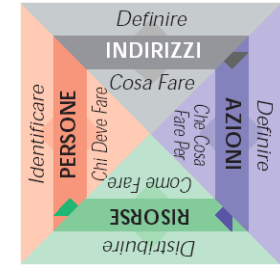 Definire
INDIRIZZI
Cosa Fare
Definire
AZIONI
Che Cosa
Fare Per
Distribuire
RISORSE
Come Fare
Identificare
PERSONE
Chi Deve Fare